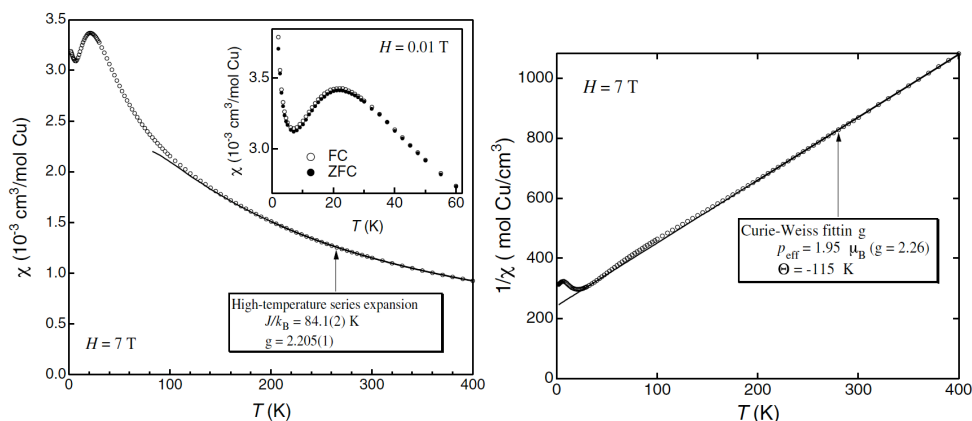 3.5
3.0
2.5
2.0
1.5
1.0
0.5
0.0
χ (10⁻³ cm³/mol Cu)
0
100
200
300
400
T (K)
H = 7 T
High-temperature series expansion
J/kB = 84.1(2) K
g = 2.205(1)
H = 0.01 T
3.5
3.0
χ (10⁻³ cm³/mol Cu)
FC
ZFC
0
20
40
60
T (K)
1000
800
600
400
200
0
1/χ ( mol Cu/cm³)
0
100
200
300
400
T (K)
H = 7 T
Curie-Weiss fittin g
peff = 1.95 μB (g = 2.26)
Θ = -115 K